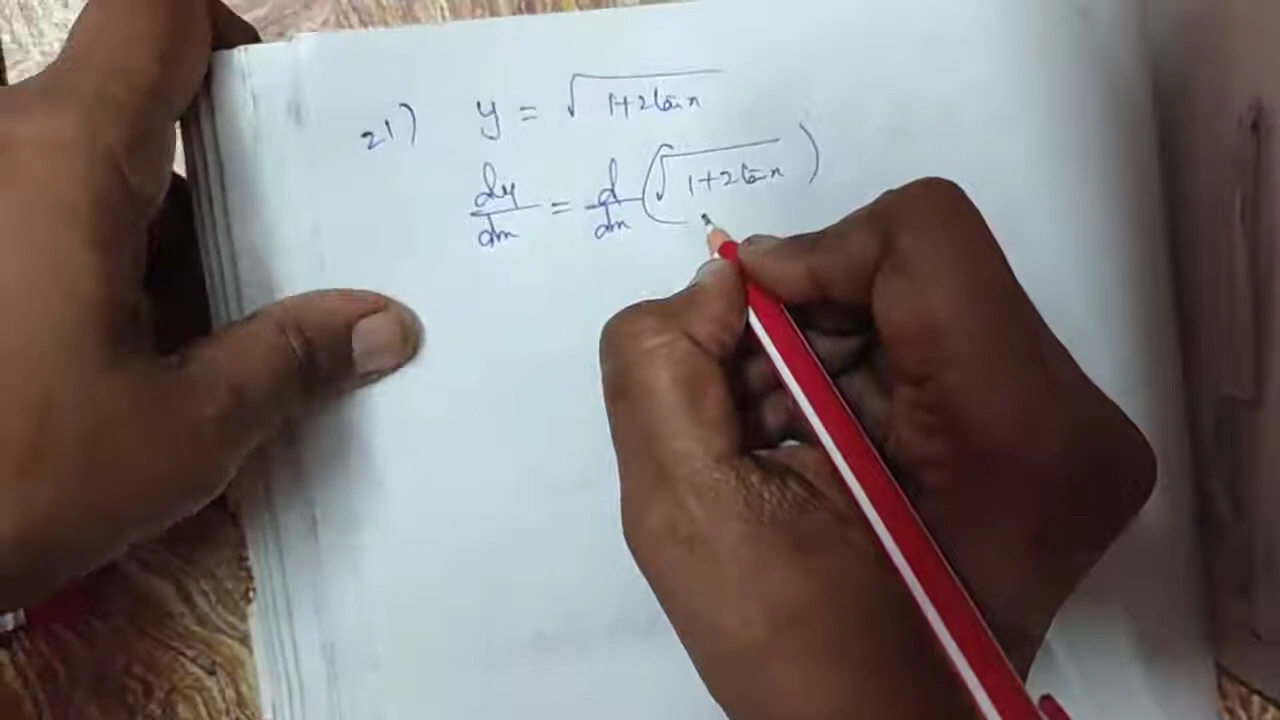 21) y = √1+2tan x
dy/dx = d/dx (√1+2tan x)